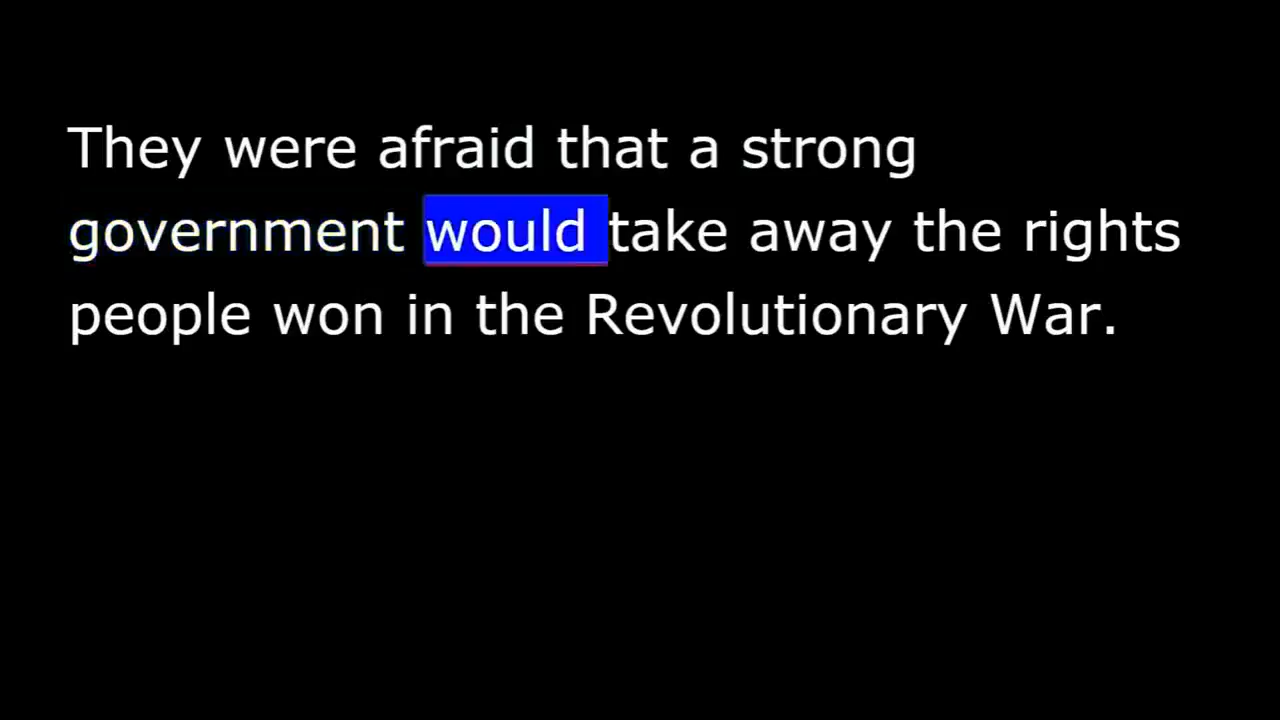 They were afraid that a strong
government would take away the rights
people won in the Revolutionary War.